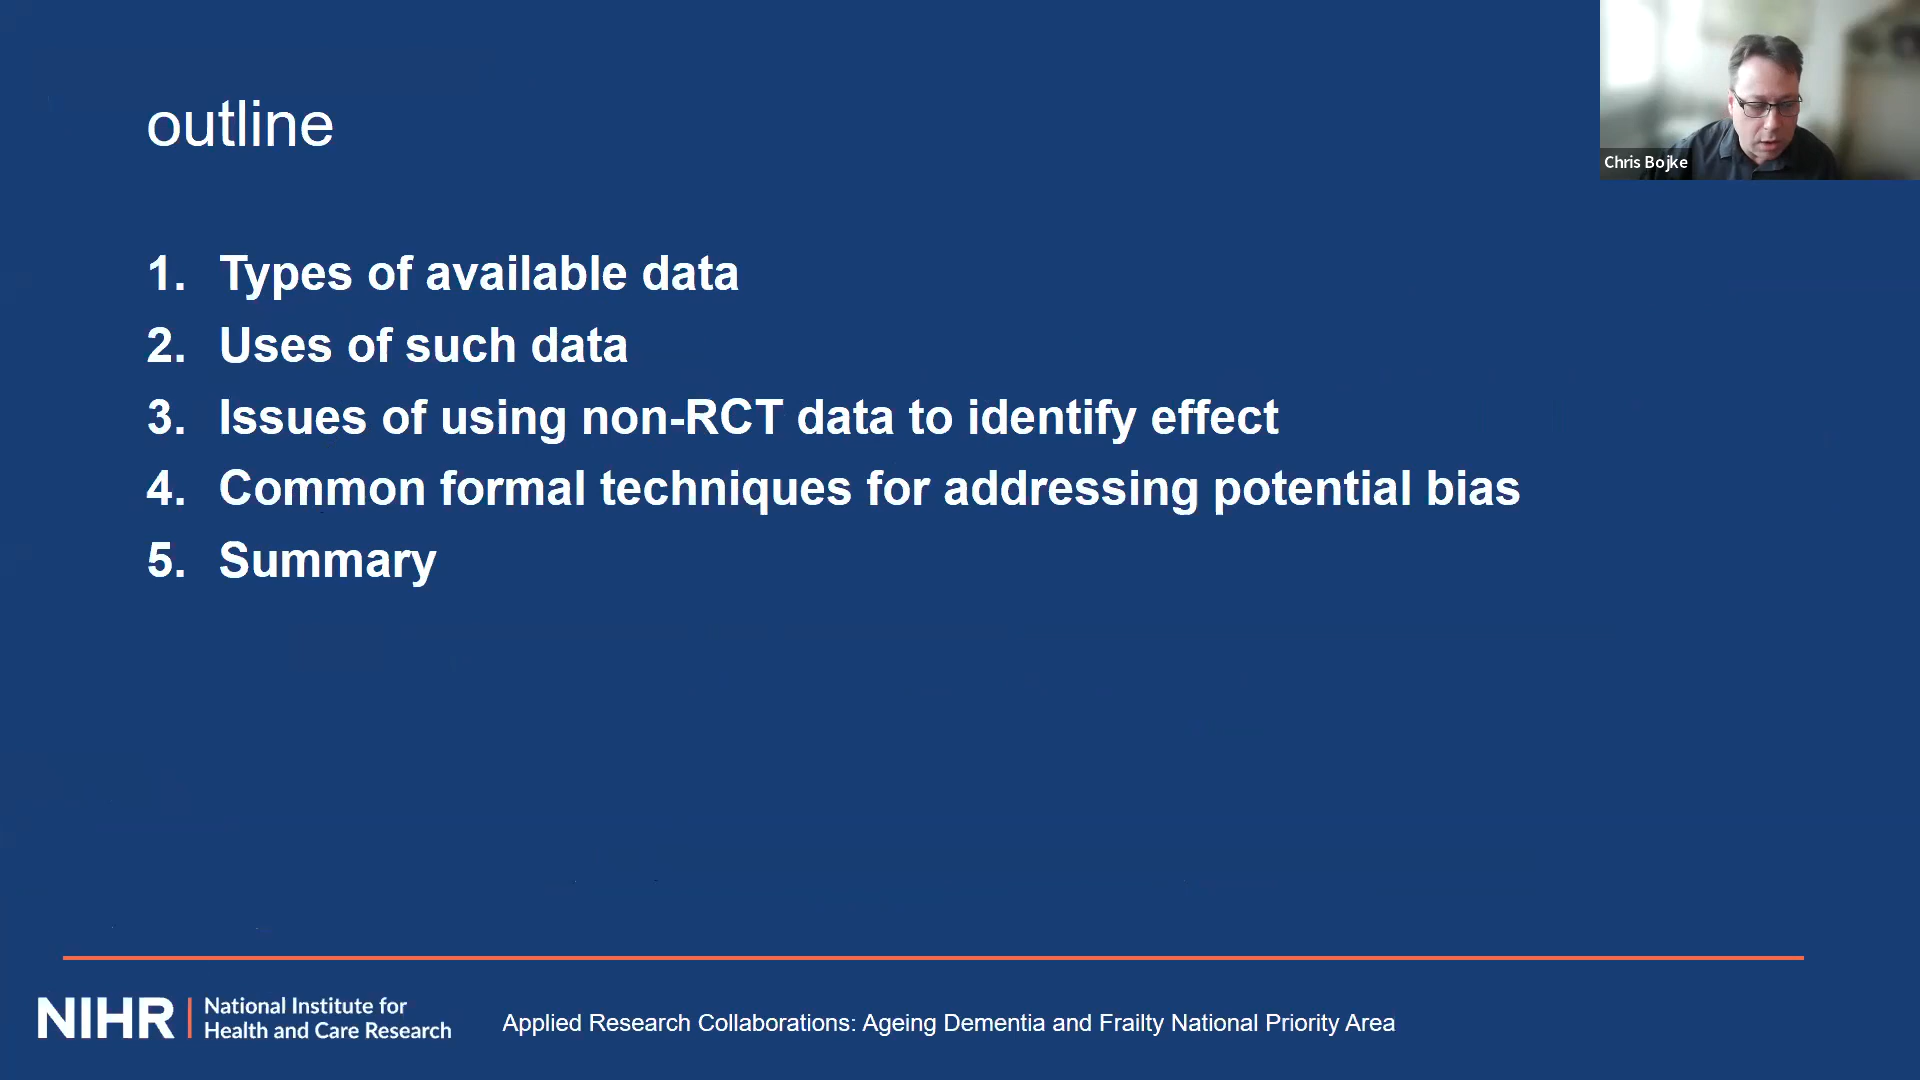 outline
Chris Bojke
1. Types of available data
2. Uses of such data
3. Issues of using non-RCT data to identify effect
4. Common formal techniques for addressing potential bias
5. Summary
NIHR | National Institute for
Health and Care Research
Applied Research Collaborations: Ageing Dementia and Frailty National Priority Area